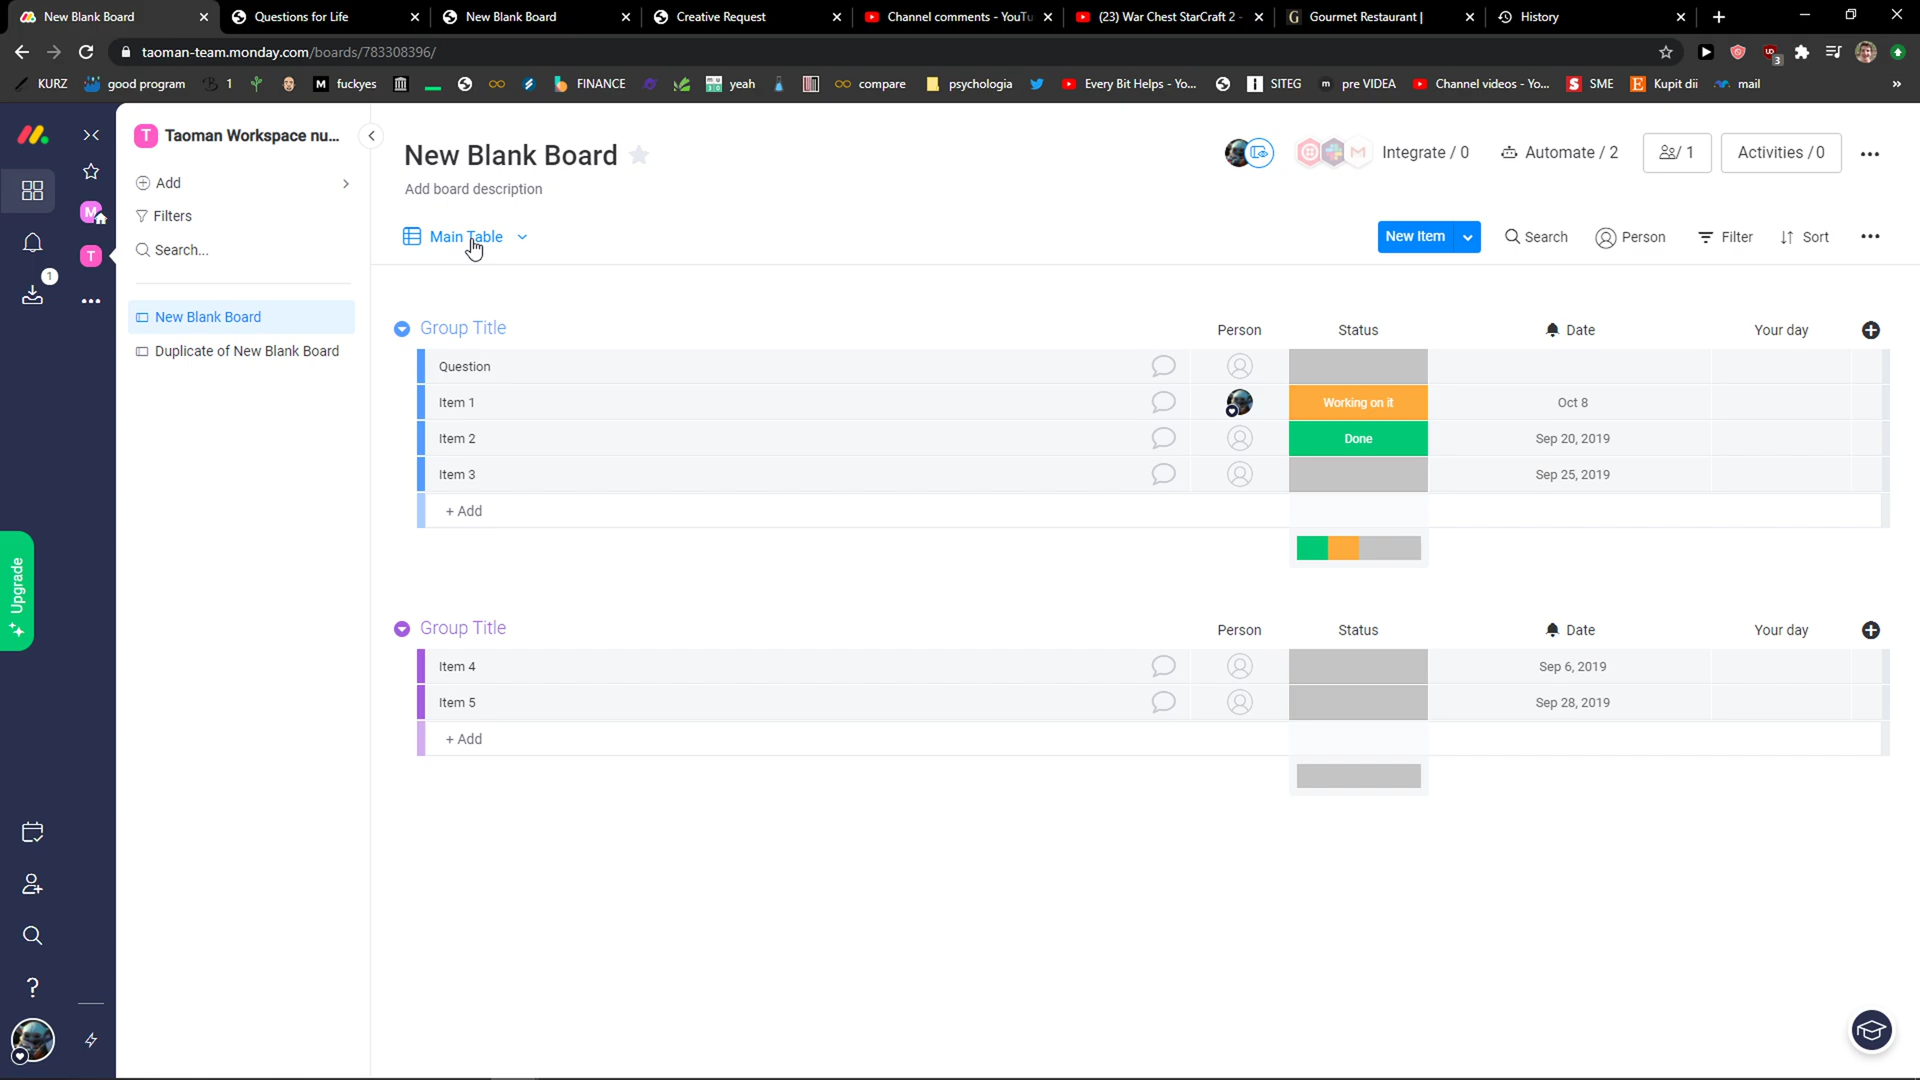 New Blank Board
Questions for Life
New Blank Board
Creative Request
Channel comments - YouTu
(23) War Chest StarCraft 2 -
Gourmet Restaurant |
History
taoman-team.monday.com/boards/783308396/
3
KURZ
good program
1
fuckyes
FINANCE
yeah
compare
psychologia
Every Bit Helps - Yo...
SITEG
pre VIDEA
Channel videos - Yo...
SME
Kupit dii
mail
»
T Taoman Workspace nu...
Add
Filters
Search...
New Blank Board
Duplicate of New Blank Board
M
T
1
Upgrade
New Blank Board
Add board description
Integrate / 0
Automate / 2
/ 1
Activities / 0
Main Table
New Item
Search
Person
Filter
Sort
Group Title
Person
Status
Date
Your day
Question
Item 1
Working on it
Oct 8
Item 2
Done
Sep 20, 2019
Item 3
Sep 25, 2019
+ Add
Group Title
Person
Status
Date
Your day
Item 4
Sep 6, 2019
Item 5
Sep 28, 2019
+ Add